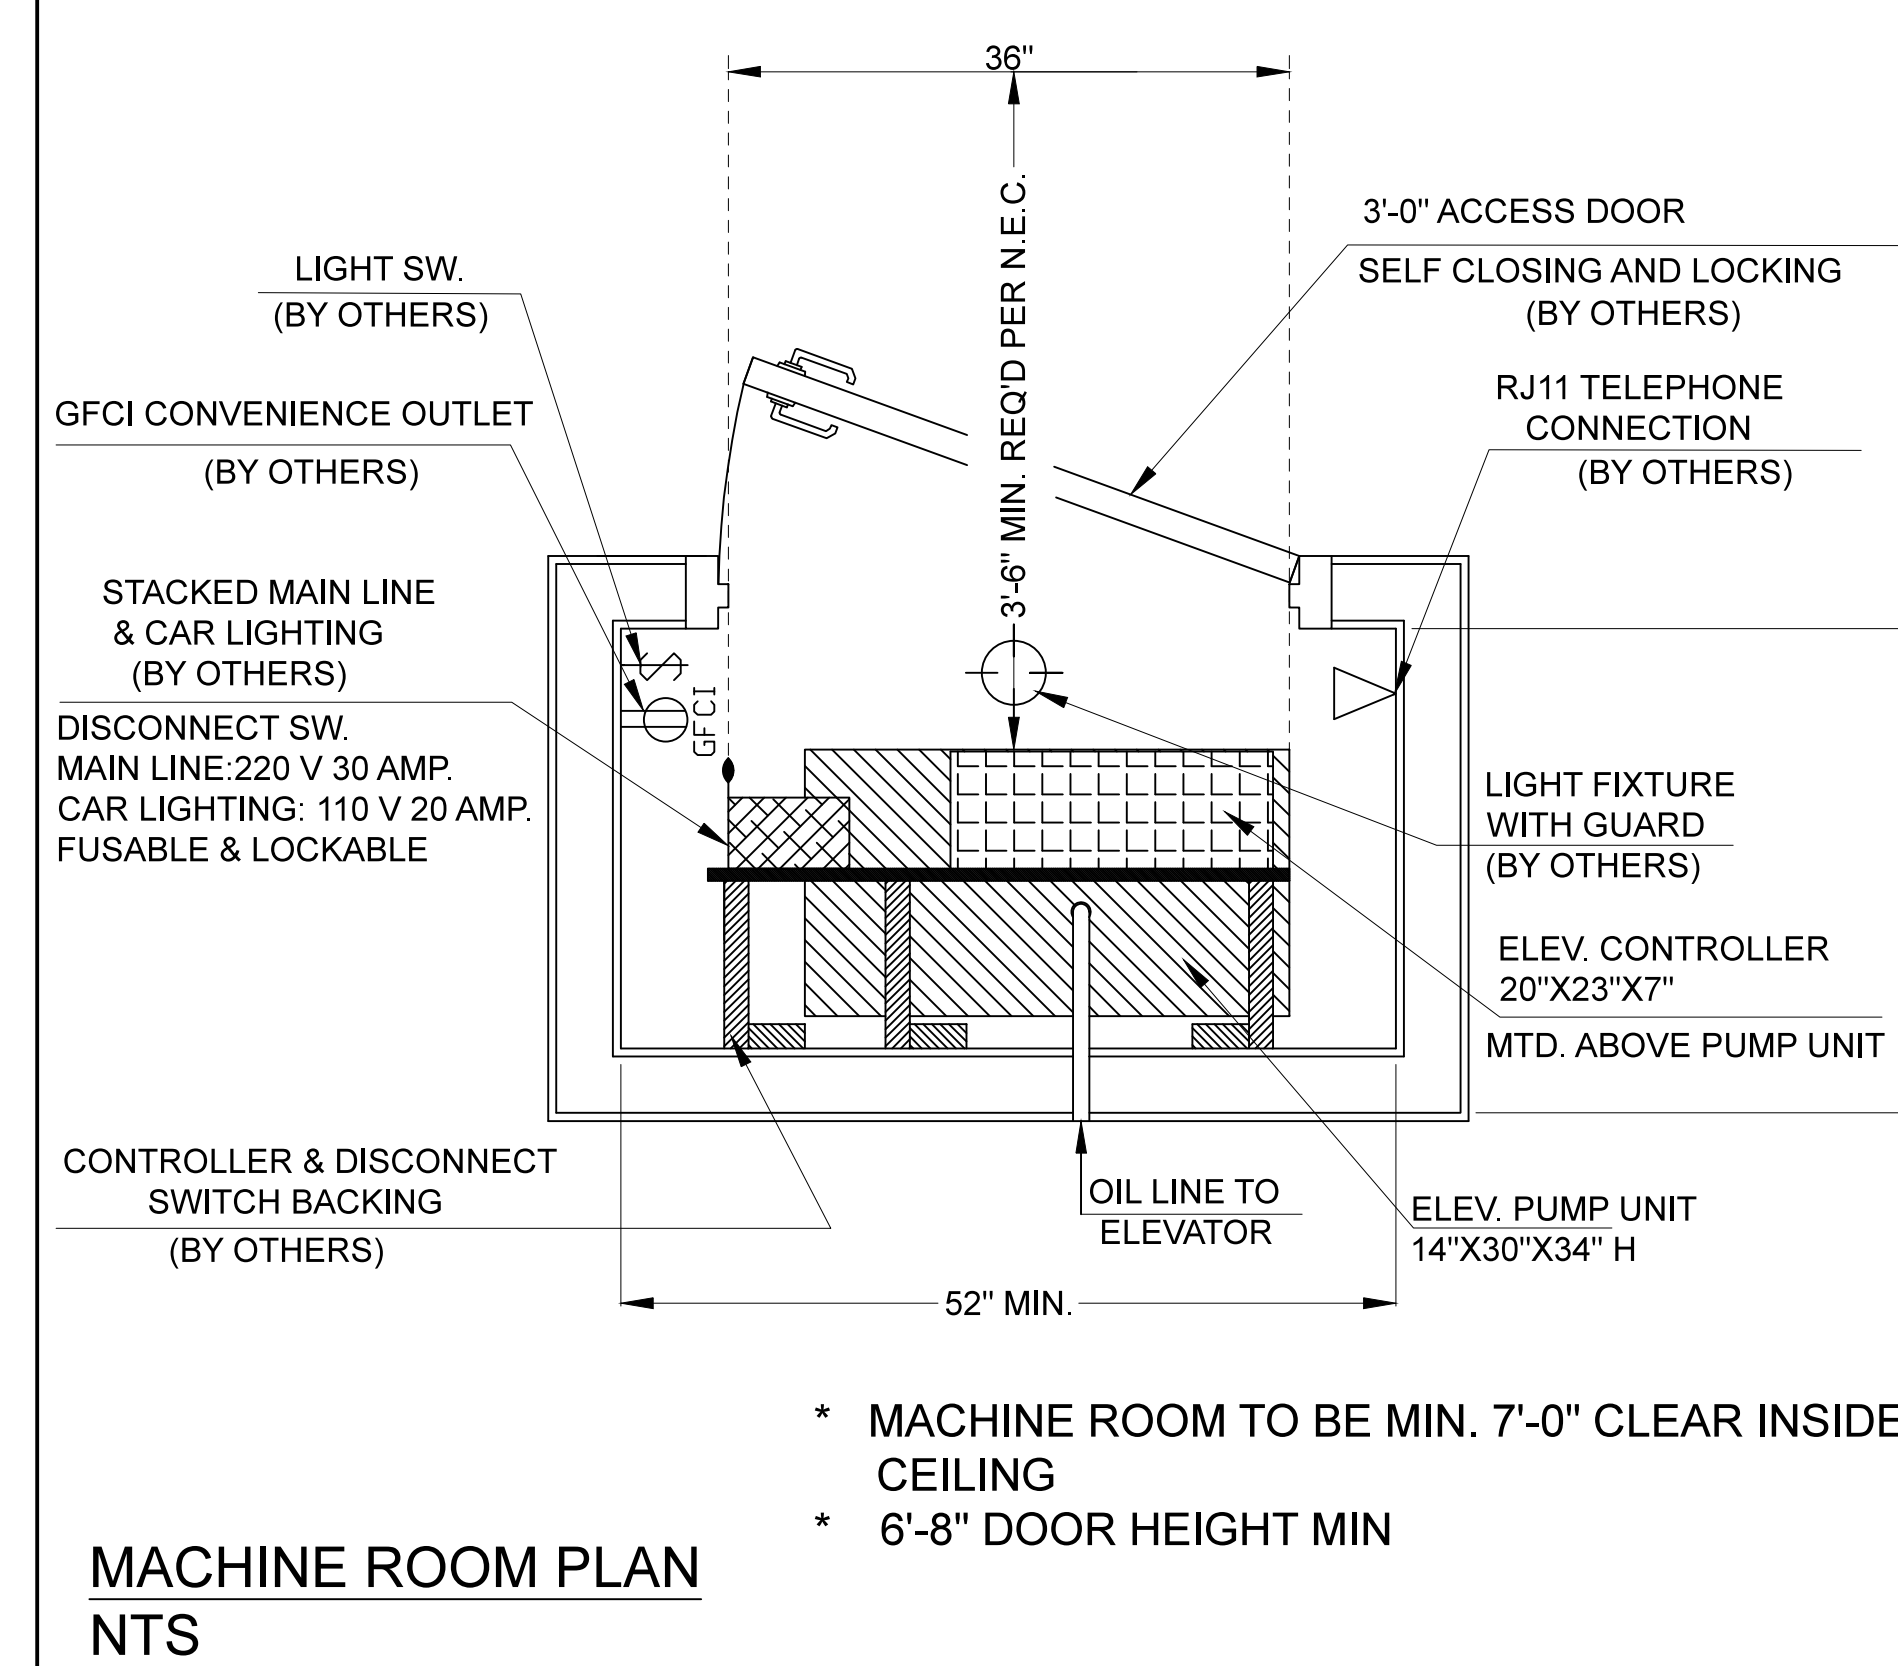 36"
3'-6" MIN. REQ'D PER N.E.C.
3'-0" ACCESS DOOR
SELF CLOSING AND LOCKING
(BY OTHERS)
LIGHT SW.
(BY OTHERS)
RJ11 TELEPHONE
CONNECTION
(BY OTHERS)
GFCI CONVENIENCE OUTLET
(BY OTHERS)
STACKED MAIN LINE
& CAR LIGHTING
(BY OTHERS)
DISCONNECT SW.
MAIN LINE:220 V 30 AMP.
CAR LIGHTING: 110 V 20 AMP.
FUSABLE & LOCKABLE
S
GFCI
LIGHT FIXTURE
WITH GUARD
(BY OTHERS)
ELEV. CONTROLLER
20"X23"X7"
MTD. ABOVE PUMP UNIT
CONTROLLER & DISCONNECT
SWITCH BACKING
(BY OTHERS)
OIL LINE TO
ELEVATOR
ELEV. PUMP UNIT
14"X30"X34" H
52" MIN.
* MACHINE ROOM TO BE MIN. 7'-0" CLEAR INSIDE
CEILING
* 6'-8" DOOR HEIGHT MIN
MACHINE ROOM PLAN
NTS